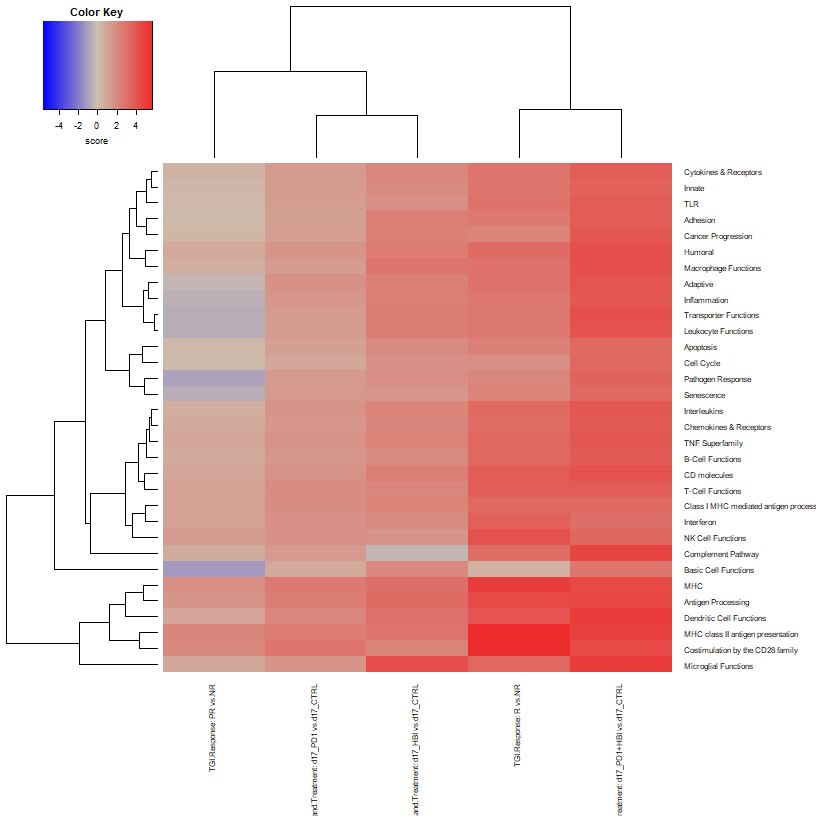 Color Key
-4 -2 0 2 4
score
Cytokines & Receptors
Innate
TLR
Adhesion
Cancer Progression
Humoral
Macrophage Functions
Adaptive
Inflammation
Transporter Functions
Leukocyte Functions
Apoptosis
Cell Cycle
Pathogen Response
Senescence
Interleukins
Chemokines & Receptors
TNF Superfamily
B-Cell Functions
CD molecules
T-Cell Functions
Class I MHC mediated antigen process
Interferon
NK Cell Functions
Complement Pathway
Basic Cell Functions
MHC
Antigen Processing
Dendritic Cell Functions
MHC class II antigen presentation
Costimulation by the CD28 family
Microglial Functions
TGI.Response: PR vs.NR
and.Treatment: d17_PD1 vs.d17_CTRL
and.Treatment: d17_HBI vs.d17_CTRL
TGI.Response: R vs.NR
reatment: d17_PD1+HBI vs.d17_CTRL